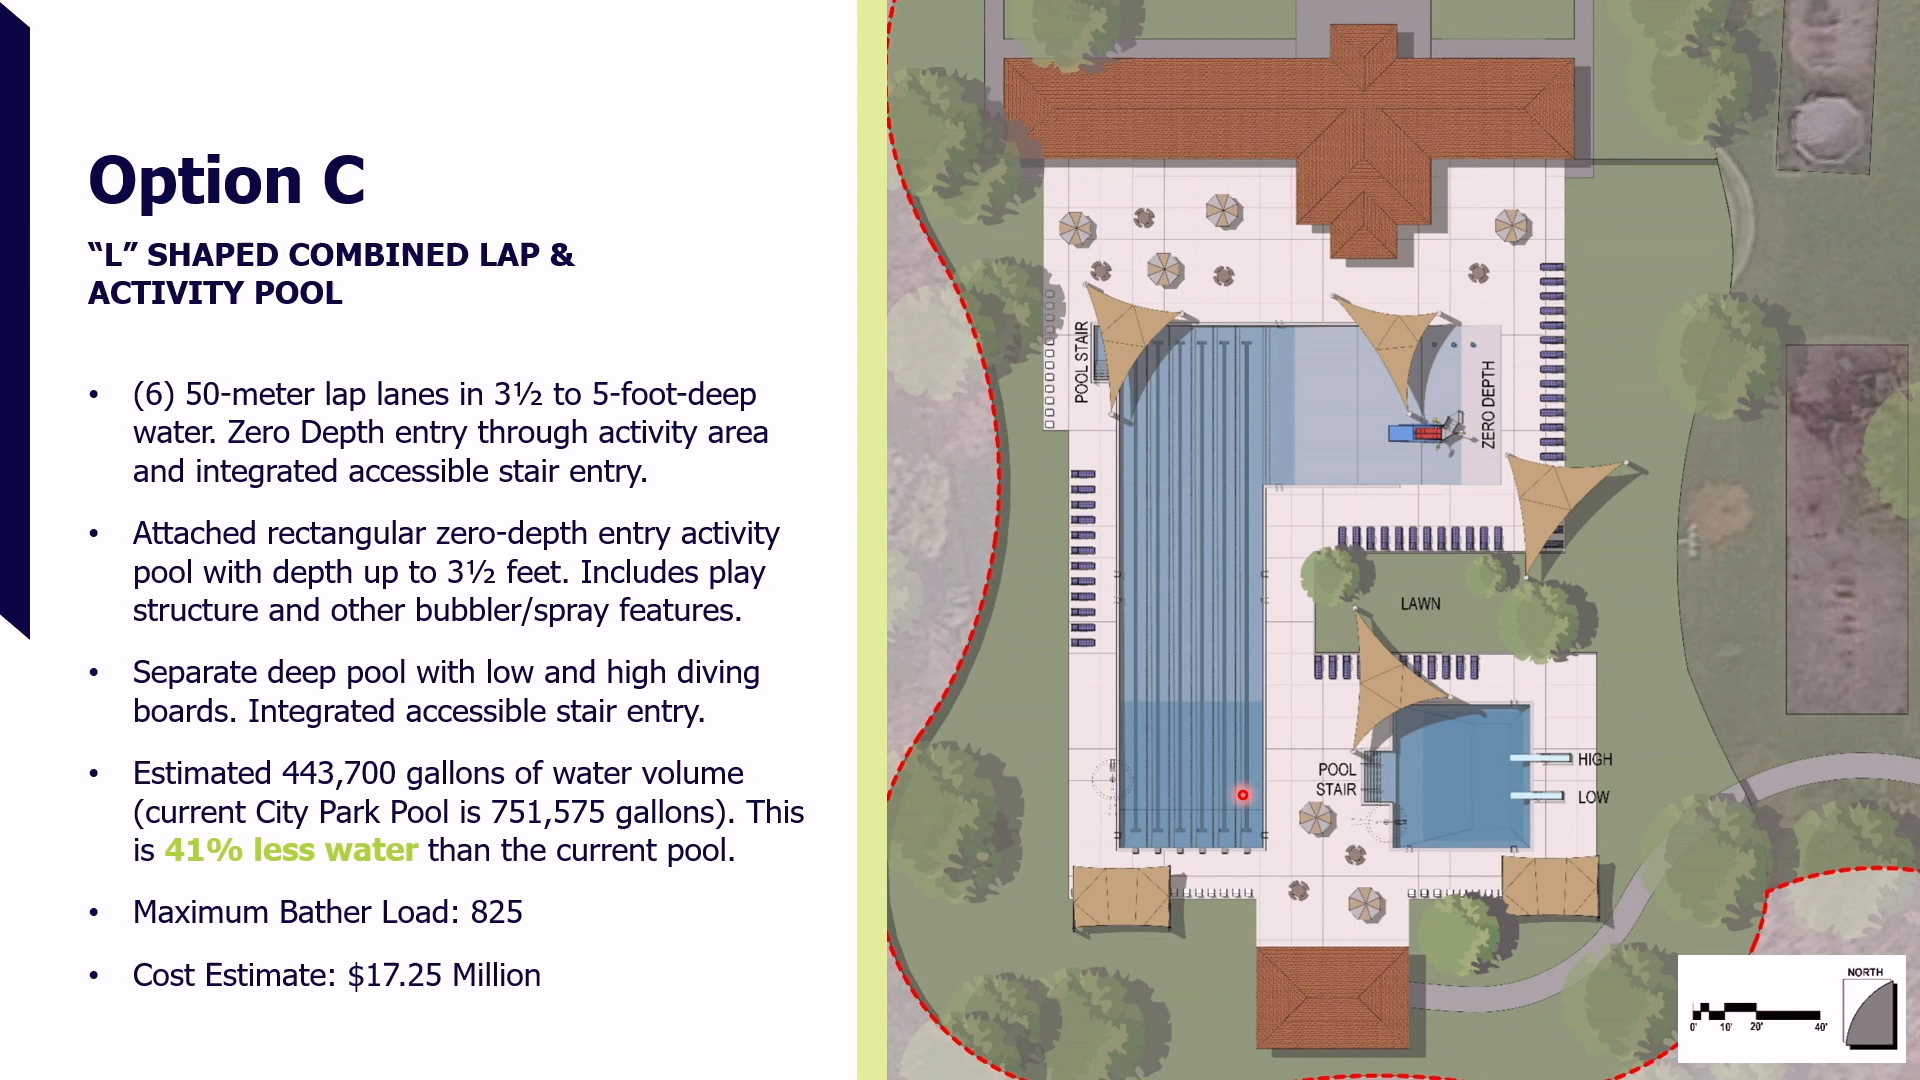 Option C
“L” SHAPED COMBINED LAP &
ACTIVITY POOL
• (6) 50-meter lap lanes in 3½ to 5-foot-deep
water. Zero Depth entry through activity area
and integrated accessible stair entry.
• Attached rectangular zero-depth entry activity
pool with depth up to 3½ feet. Includes play
structure and other bubbler/spray features.
• Separate deep pool with low and high diving
boards. Integrated accessible stair entry.
• Estimated 443,700 gallons of water volume
(current City Park Pool is 751,575 gallons). This
is 41% less water than the current pool.
• Maximum Bather Load: 825
• Cost Estimate: $17.25 Million
POOL STAIR
ZERO DEPTH
LAWN
POOL
STAIR
HIGH
LOW
NORTH
0' 10' 20' 40'